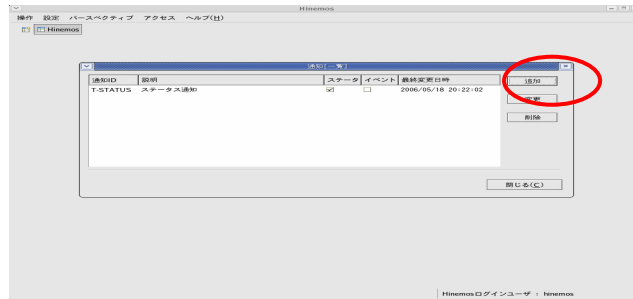 Hinemos
操作 設定 パースペクティブ アクセス ヘルプ(H)
Hinemos
通知[一覧]
通知ID 説明 ステータ イベント 最終変更日時
T-STATUS ステータス通知 2006/05/18 20:22:02
追加
変更
削除
閉じる(C)
Hinemosログインユーザ : hinemos